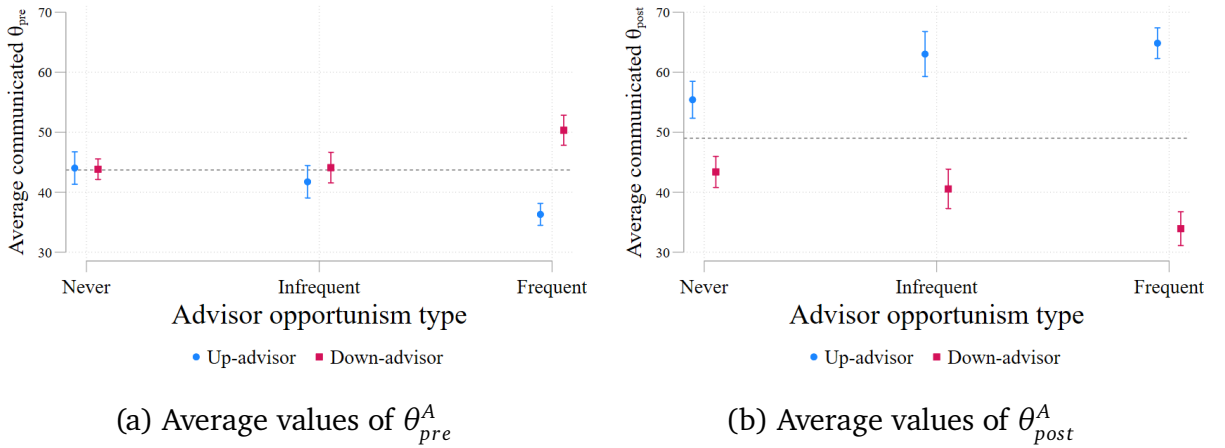 Average communicated θpre
70
60
50
40
30
Never Infrequent Frequent
Advisor opportunism type
Up-advisor Down-advisor
(a) Average values of θ^A_pre
Average communicated θpost
70
60
50
40
30
Never Infrequent Frequent
Advisor opportunism type
Up-advisor Down-advisor
(b) Average values of θ^A_post